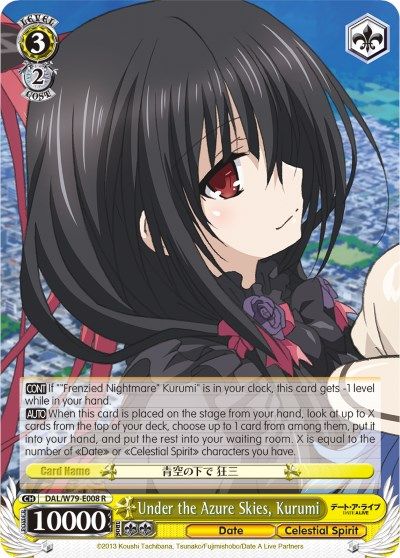 LEVEL
3
2
COST
CONT If ""Frenzied Nightmare" Kurumi" is in your clock, this card gets -1 level
while in your hand.
AUTO When this card is placed on the stage from your hand, look at up to X
cards from the top of your deck, choose up to 1 card from among them, put it
into your hand, and put the rest into your waiting room. X is equal to the
number of «Date» or «Celestial Spirit» characters you have.
Card Name 青空の下で 狂三
CD DAL/W79-E008 R
Under the Azure Skies, Kurumi
デート・ア・ライブ
DATE A LIVE
POWER 10000 SOUL
Date Celestial Spirit
©2013 Koushi Tachibana, Tsunako/Fujimishobo/Date A Live Partners